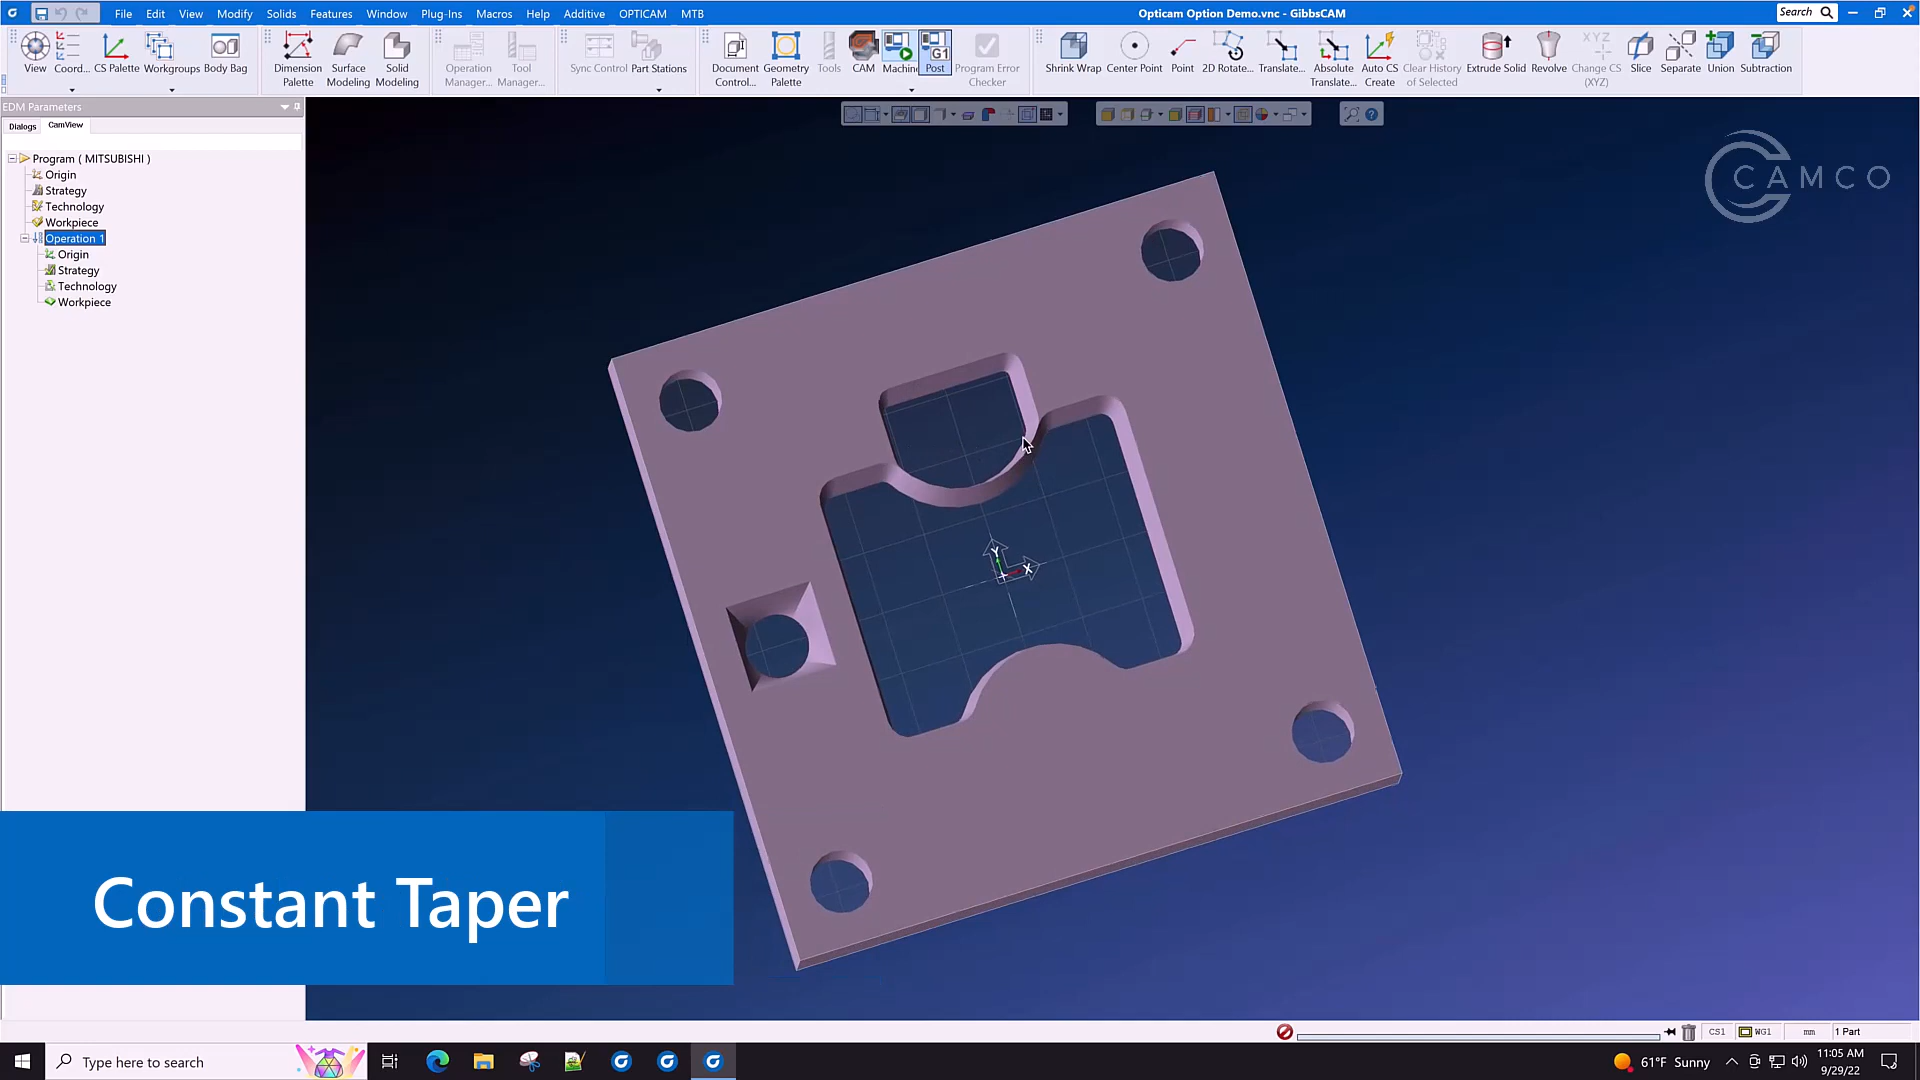 File Edit View Modify Solids Features Window Plug-Ins Macros Help Additive OPTICAM MTB
Opticam Option Demo.vnc - GibbsCAM
Search
View Coord... CS Palette Workgroups Body Bag
Dimension Palette
Surface Modeling
Solid Modeling
Operation Manager...
Tool Manager...
Sync Control Part Stations
Document Control...
Geometry Palette
Tools CAM Machin Post
G1
Program Error Checker
Shrink Wrap Center Point Point 2D Rotate... Translate...
Absolute Translate...
Auto CS Create
Clear History of Selected
Extrude Solid Revolve
XYZ
Change CS (XYZ)
Slice Separate Union Subtraction
EDM Parameters
Dialogs CamView
Program ( MITSUBISHI )
Origin
Strategy
Technology
Workpiece
Operation 1
Origin
Strategy
Technology
Workpiece
CAMCO
Y
X
Constant Taper
CS1 WG1 mm 1 Part
Type here to search
61°F Sunny
11:05 AM
9/29/22